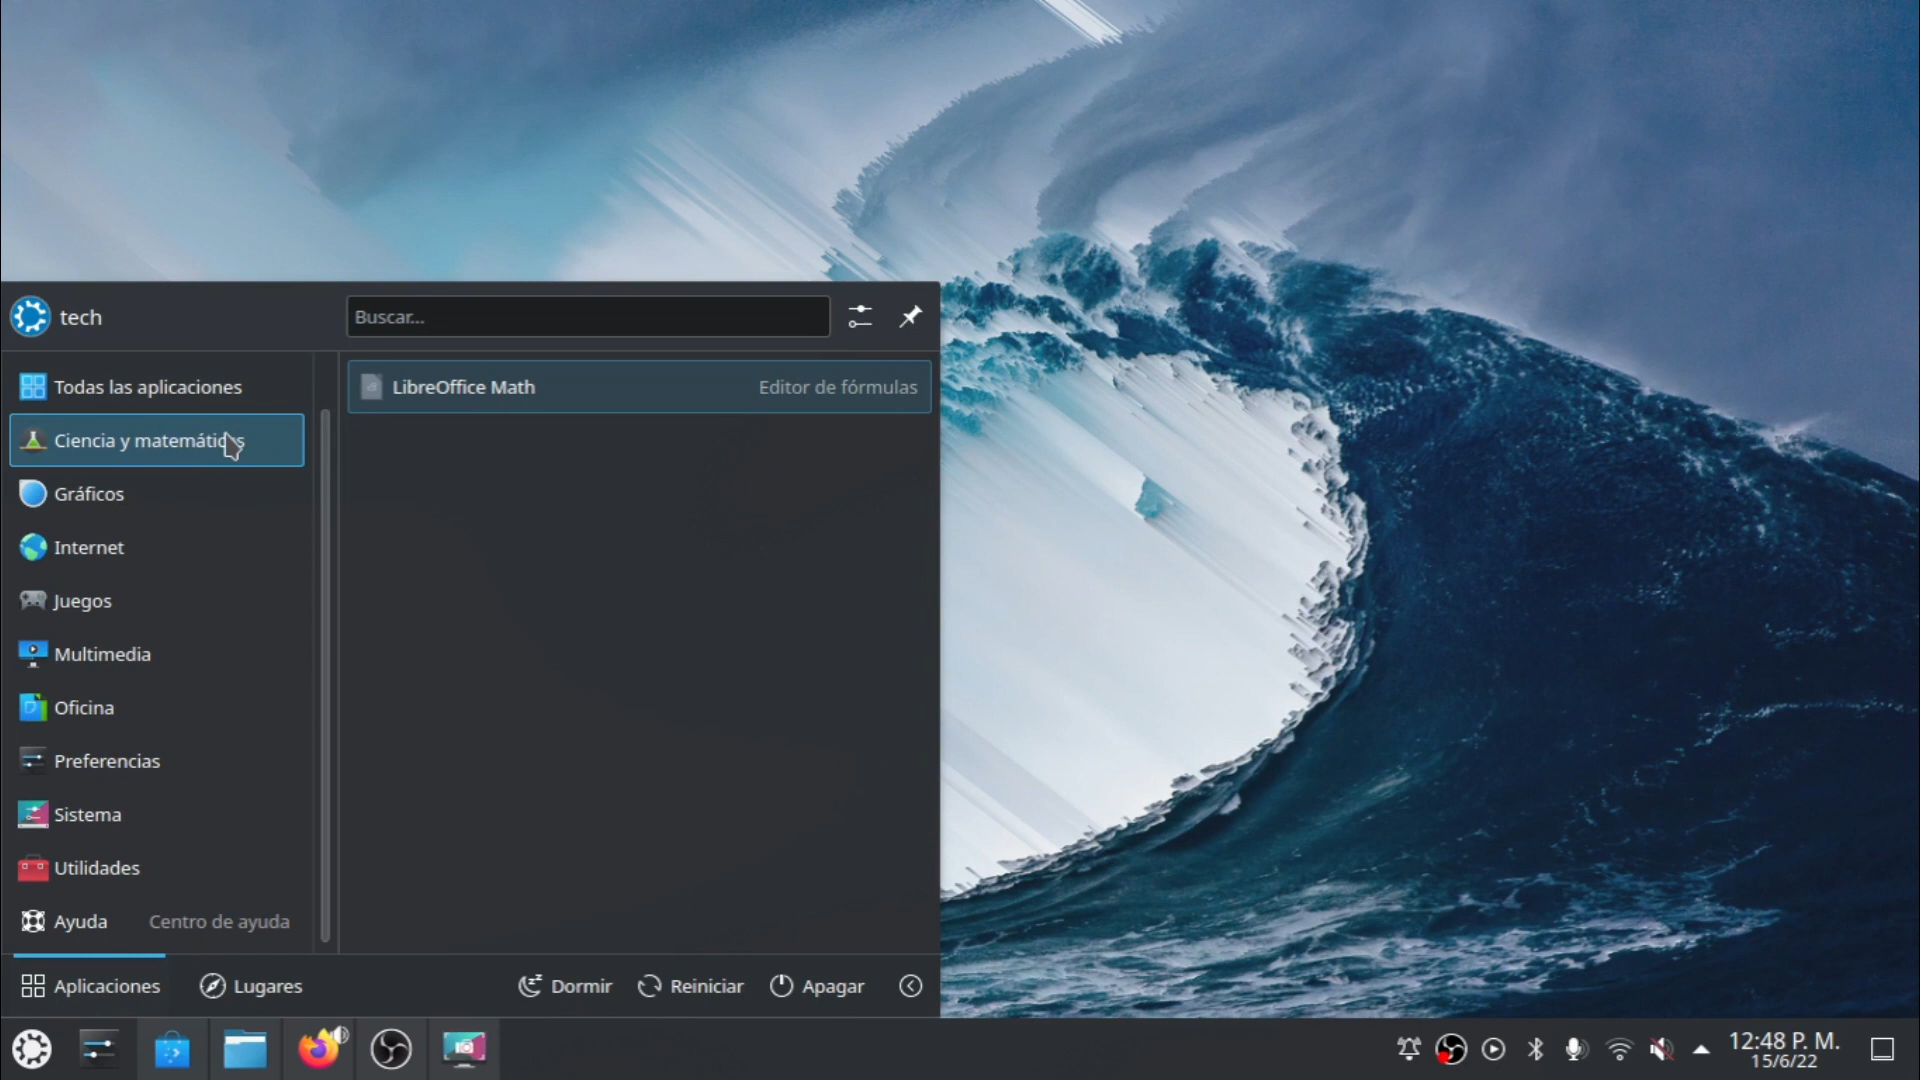 tech
Buscar...
Todas las aplicaciones
LibreOffice Math Editor de fórmulas
Ciencia y matemáticas
Gráficos
Internet
Juegos
Multimedia
Oficina
Preferencias
Sistema
Utilidades
Ayuda Centro de ayuda
Aplicaciones Lugares Dormir Reiniciar Apagar
12:48 P. M.
15/6/22